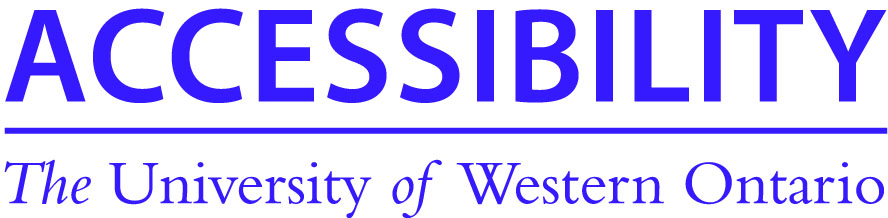 ACCESSIBILITY
The University of Western Ontario